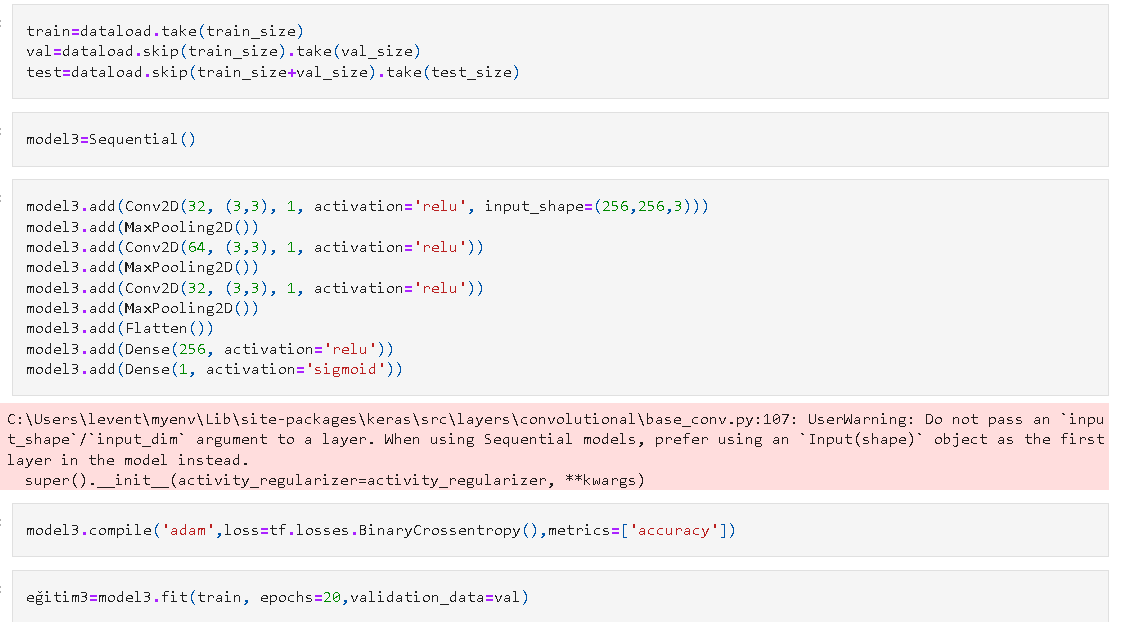 train=dataload.take(train_size)
val=dataload.skip(train_size).take(val_size)
test=dataload.skip(train_size+val_size).take(test_size)
model3=Sequential()
model3.add(Conv2D(32, (3,3), 1, activation='relu', input_shape=(256,256,3)))
model3.add(MaxPooling2D())
model3.add(Conv2D(64, (3,3), 1, activation='relu'))
model3.add(MaxPooling2D())
model3.add(Conv2D(32, (3,3), 1, activation='relu'))
model3.add(MaxPooling2D())
model3.add(Flatten())
model3.add(Dense(256, activation='relu'))
model3.add(Dense(1, activation='sigmoid'))
C:\Users\levent\myenv\Lib\site-packages\keras\src\layers\convolutional\base_conv.py:107: UserWarning: Do not pass an `inpu
t_shape`/`input_dim` argument to a layer. When using Sequential models, prefer using an `Input(shape)` object as the first
layer in the model instead.
  super().__init__(activity_regularizer=activity_regularizer, **kwargs)
model3.compile('adam',loss=tf.losses.BinaryCrossentropy(),metrics=['accuracy'])
eğitim3=model3.fit(train, epochs=20,validation_data=val)